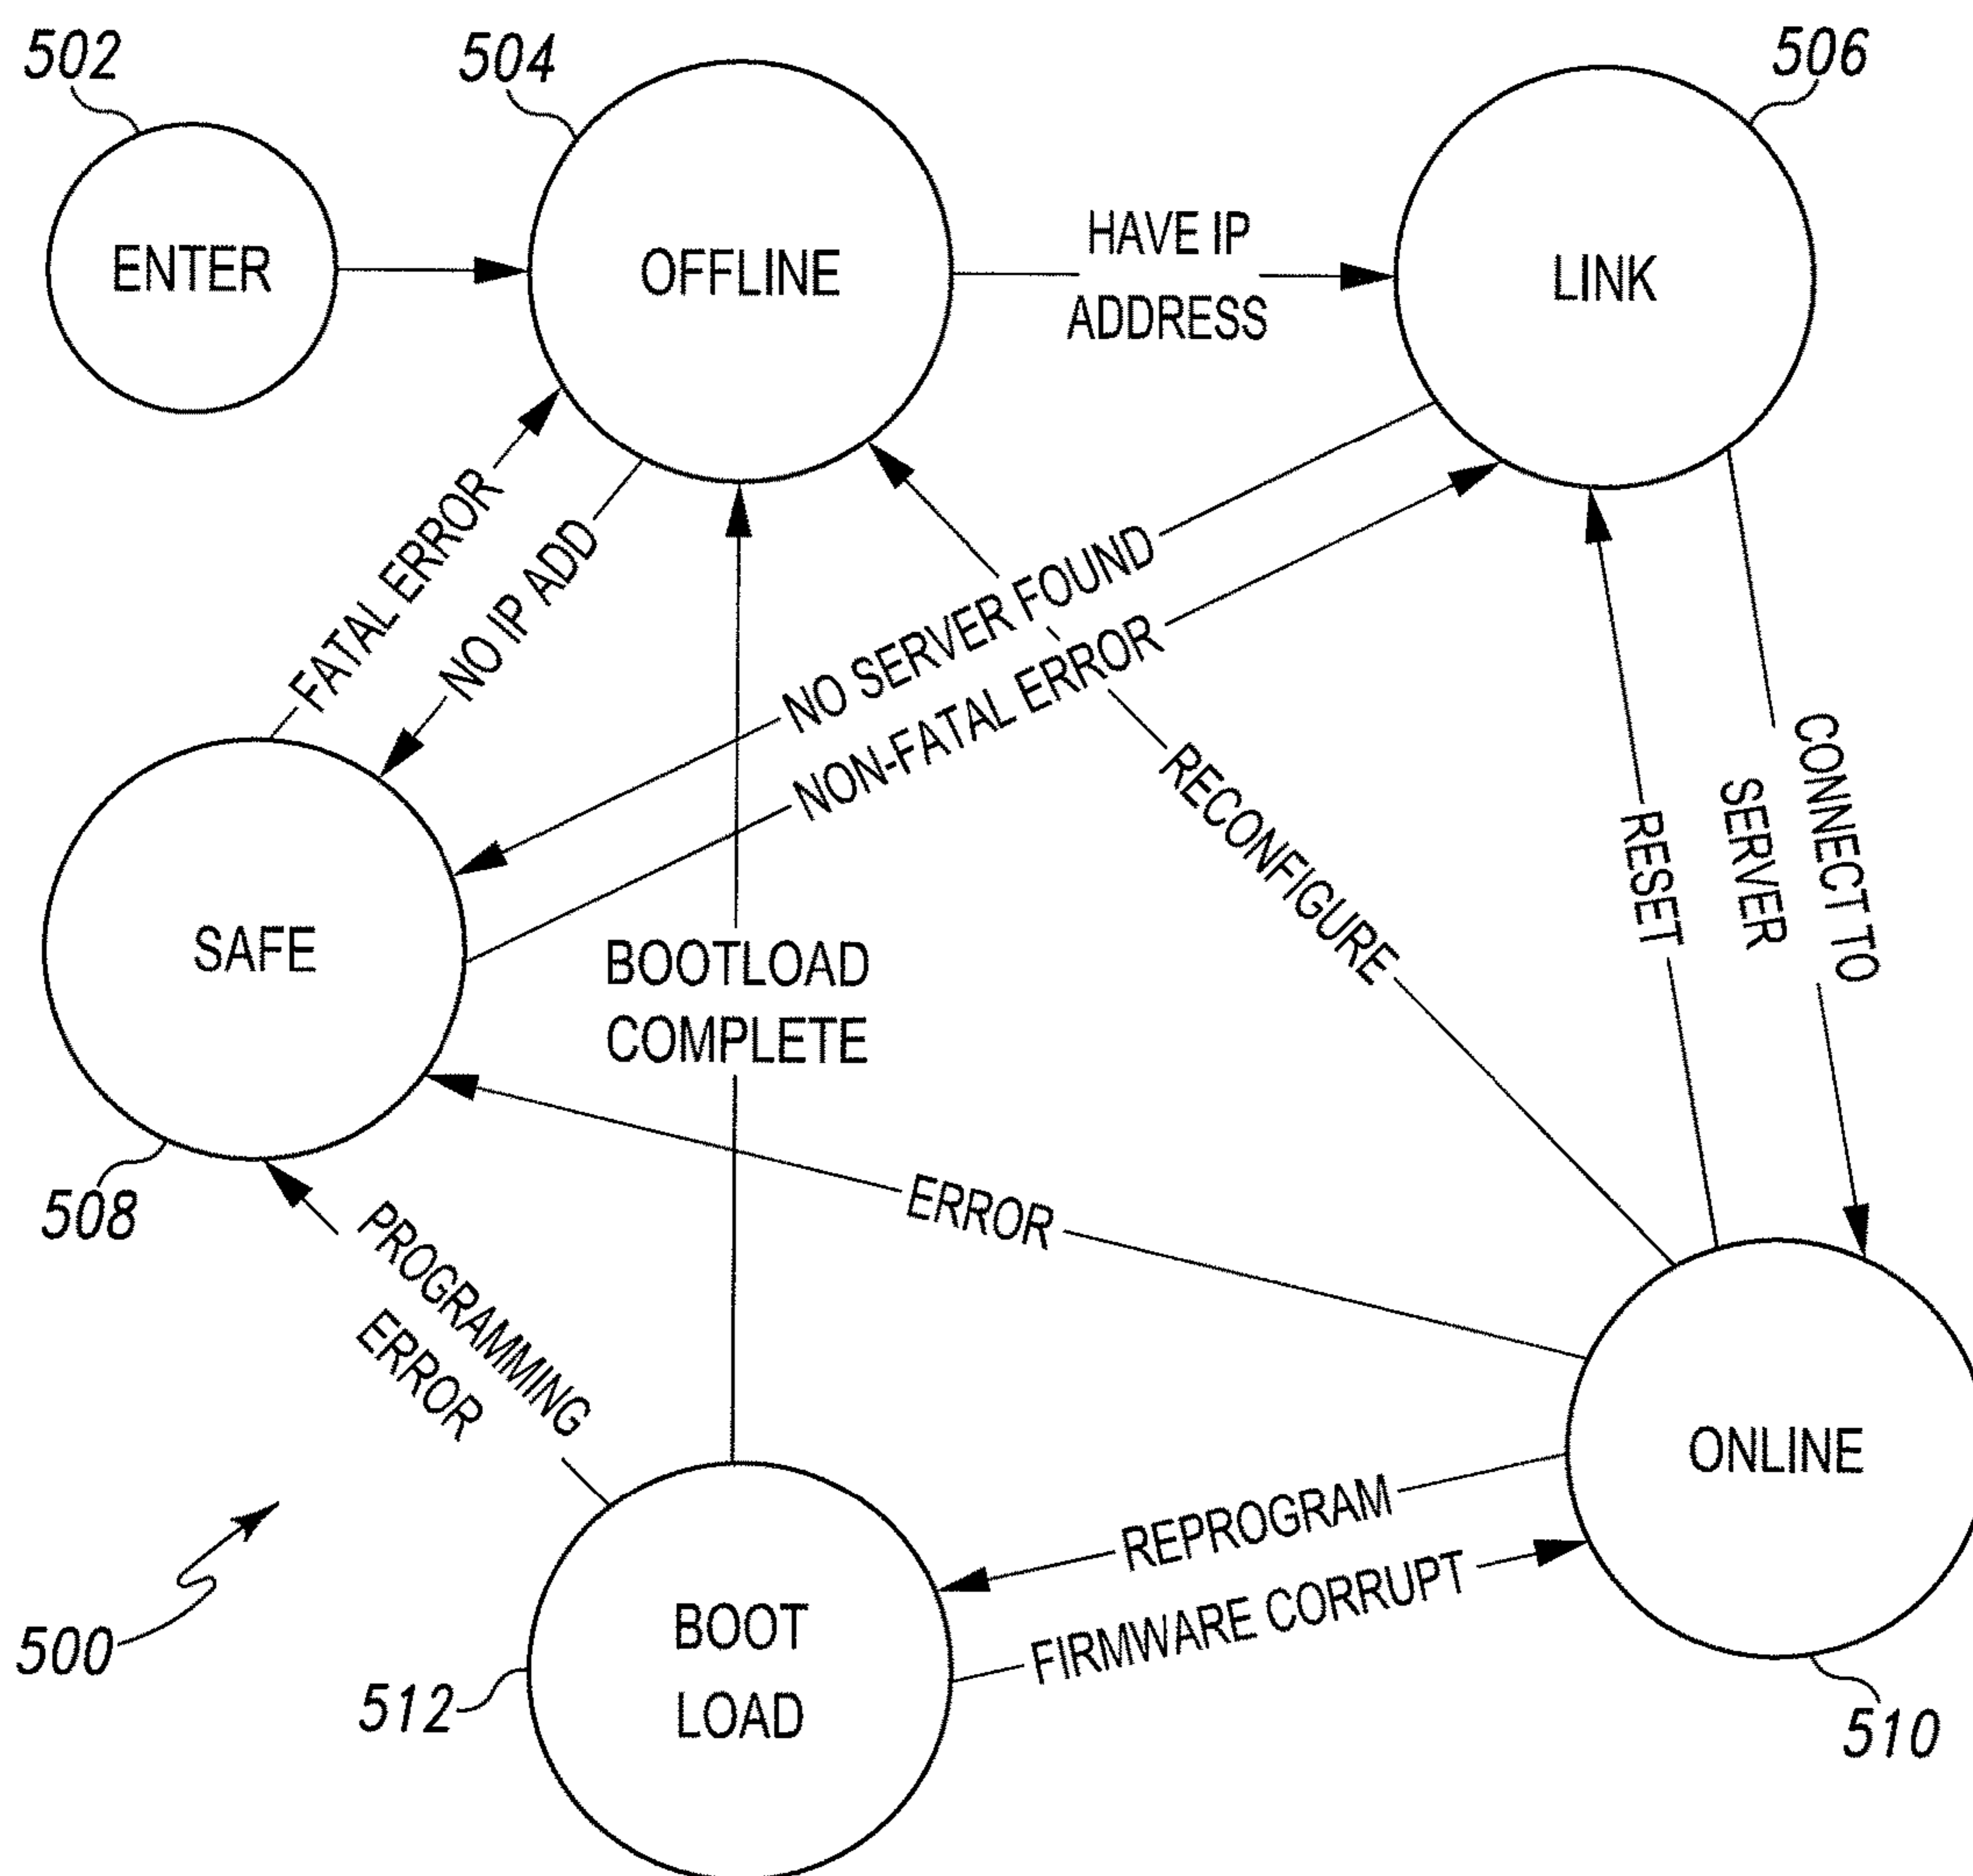 502
504
506
ENTER
OFFLINE
HAVE IP
ADDRESS
LINK
FATAL ERROR
NO IP ADD
NO SERVER FOUND
NON-FATAL ERROR
RECONFIGURE
RESET
CONNECT TO
SERVER
SAFE
BOOTLOAD
COMPLETE
508
ERROR
PROGRAMMING
ERROR
ONLINE
REPROGRAM
FIRMWARE CORRUPT
BOOT
LOAD
500
512
510